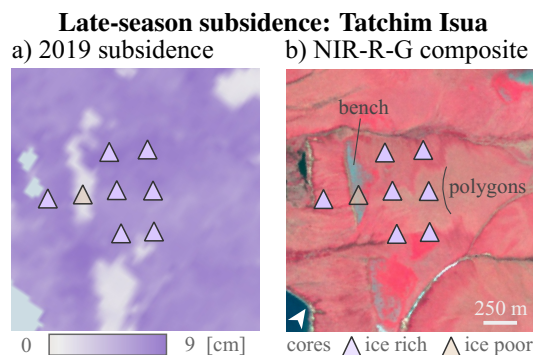 Late-season subsidence: Tatchim Isua
a) 2019 subsidence
b) NIR-R-G composite
bench
polygons
250 m
0 9 [cm]
cores ice rich ice poor